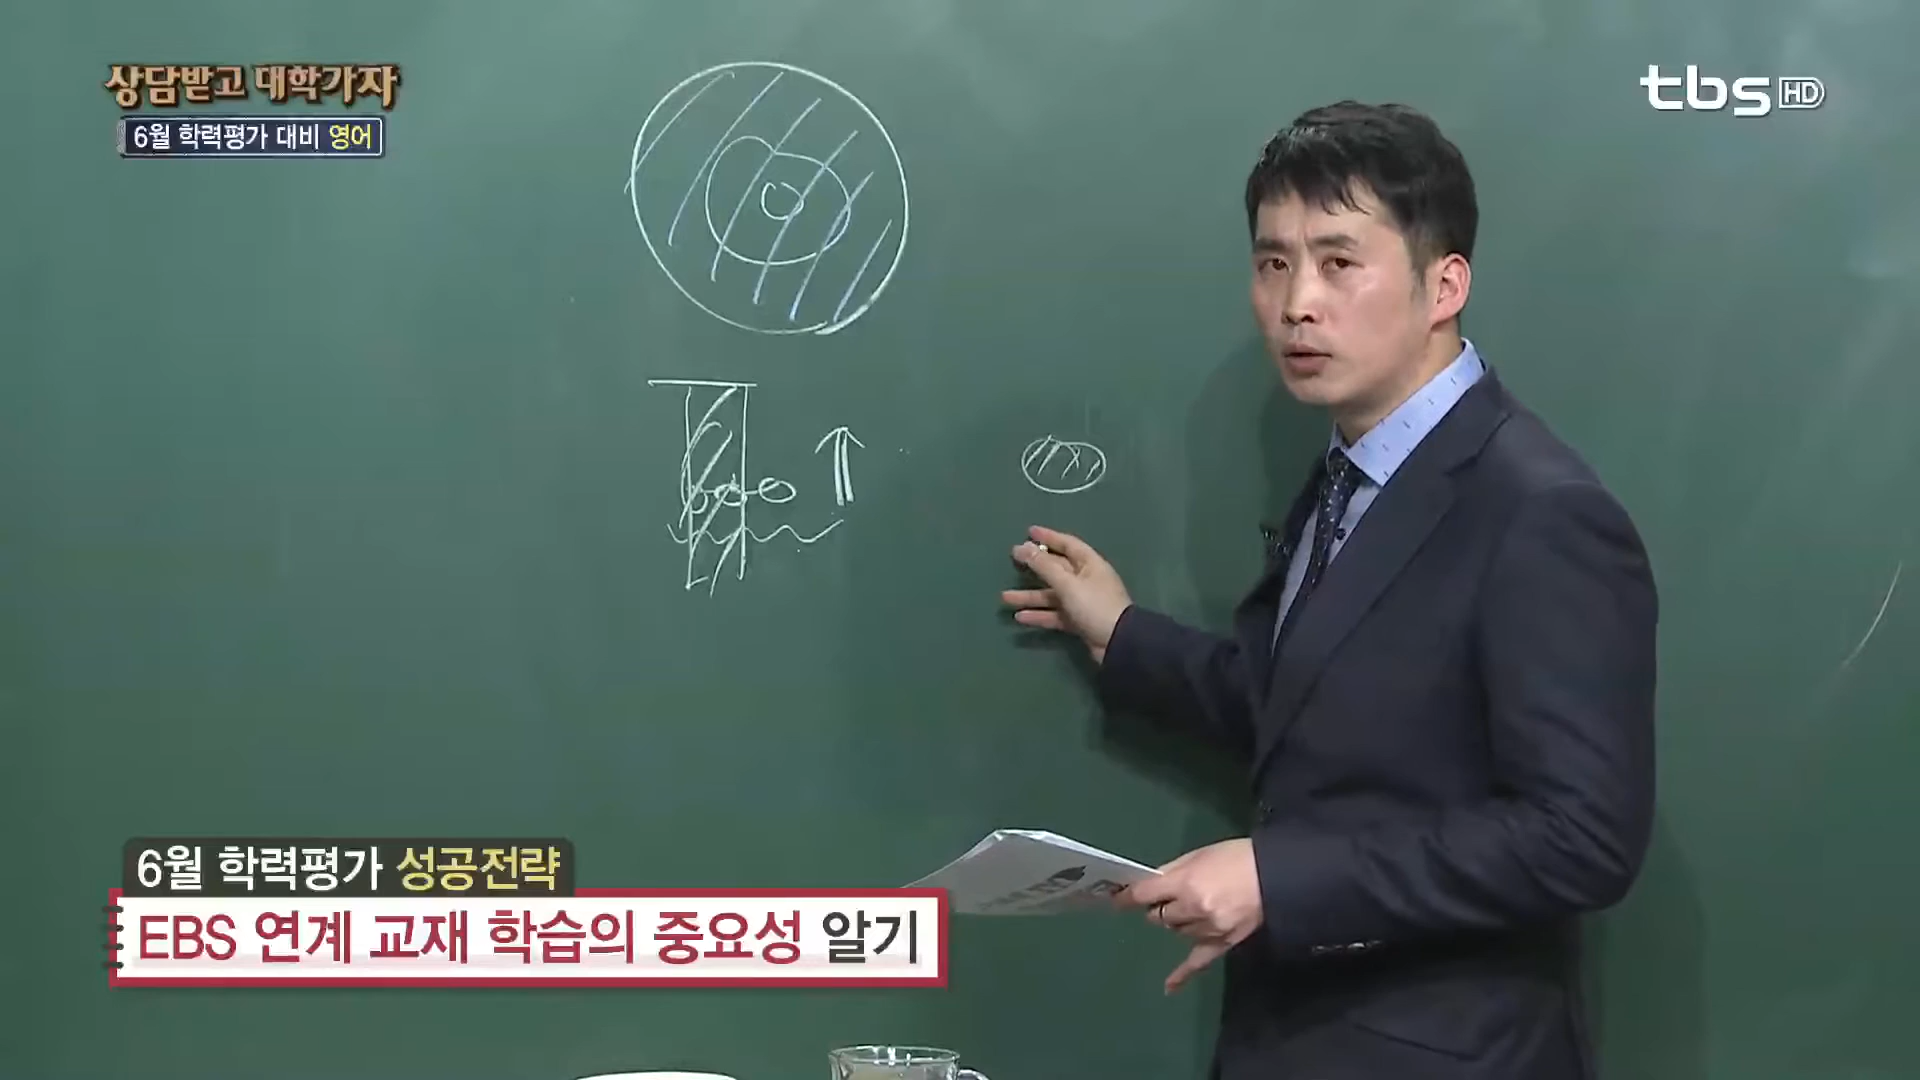 상담받고 대학가자
6월 학력평가 대비 영어
tbs HD
6월 학력평가 성공전략
EBS 연계 교재 학습의 중요성 알기